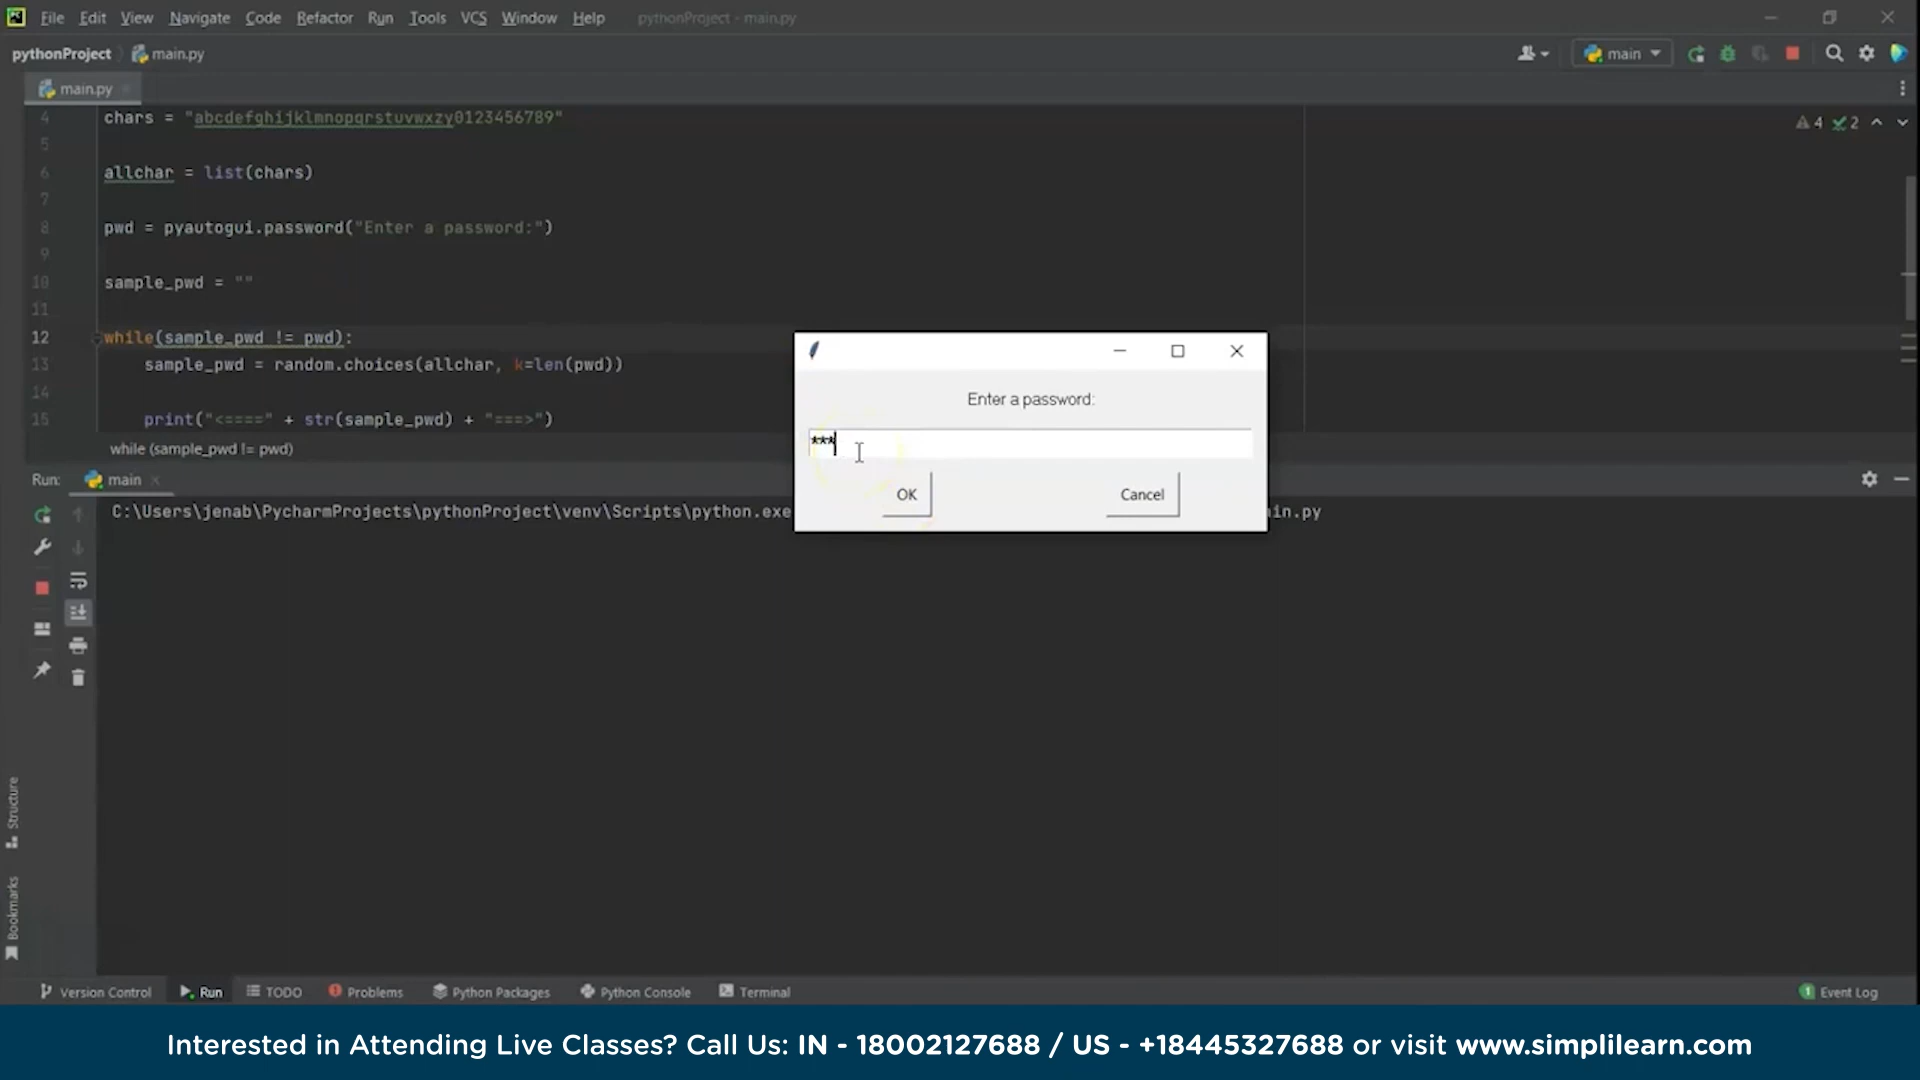 File Edit View Navigate Code Refactor Run Tools VCS Window Help pythonProject - main.py
pythonProject main.py
main
main.py
4 chars = "abcdefghijklmnopqrstuvwxzy0123456789"
4 2
5
6 allchar = list(chars)
7
8 pwd = pyautogui.password("Enter a password:")
9
10 sample_pwd = ""
11
12 while(sample_pwd != pwd):
13 sample_pwd = random.choices(allchar, k=len(pwd))
14
15 print("<====" + str(sample_pwd) + "===>")
while (sample_pwd != pwd)
Enter a password:
***
OK Cancel
Run: main
C:\Users\jenab\PycharmProjects\pythonProject\venv\Scripts\python.exe
in.py
Structure
Bookmarks
Version Control Run TODO Problems Python Packages Python Console Terminal 1 Event Log
Interested in Attending Live Classes? Call Us: IN - 18002127688 / US - +18445327688 or visit www.simplilearn.com